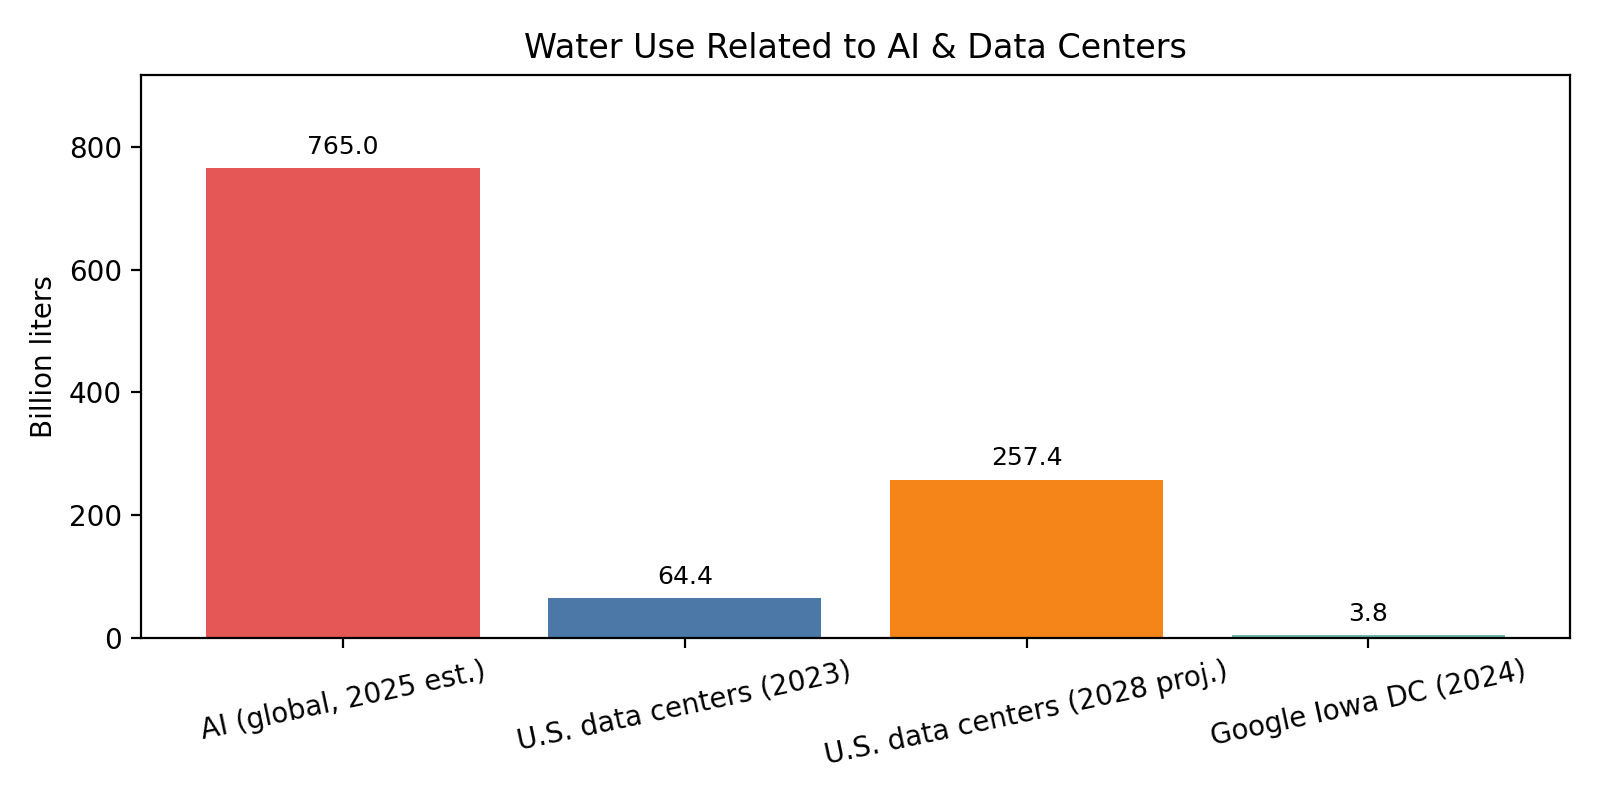 Water Use Related to AI & Data Centers
Billion liters
800
600
400
200
0
765.0
64.4
257.4
3.8
AI (global, 2025 est.)
U.S. data centers (2023)
U.S. data centers (2028 proj.)
Google Iowa DC (2024)